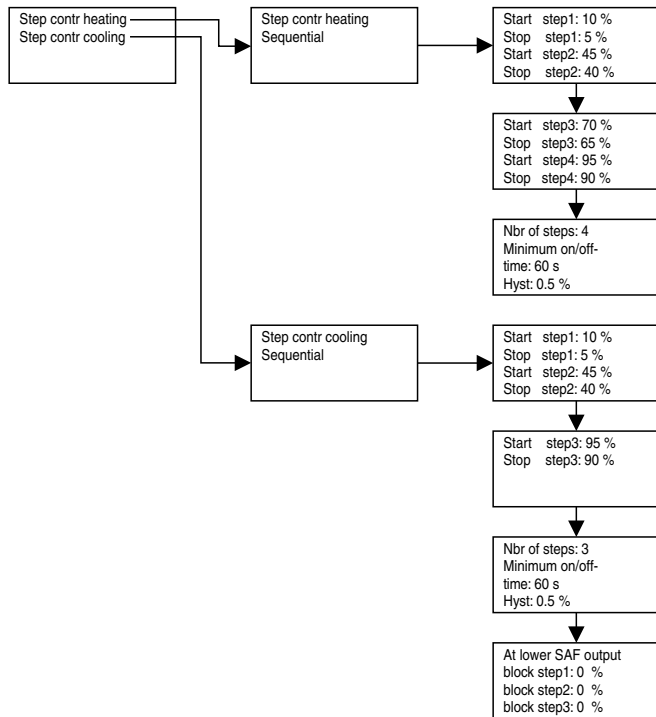 Step contr heating
Step contr cooling
Step contr heating
Sequential
Start step1: 10 %
Stop step1: 5 %
Start step2: 45 %
Stop step2: 40 %
Start step3: 70 %
Stop step3: 65 %
Start step4: 95 %
Stop step4: 90 %
Nbr of steps: 4
Minimum on/off-
time: 60 s
Hyst: 0.5 %
Step contr cooling
Sequential
Start step1: 10 %
Stop step1: 5 %
Start step2: 45 %
Stop step2: 40 %
Start step3: 95 %
Stop step3: 90 %
Nbr of steps: 3
Minimum on/off-
time: 60 s
Hyst: 0.5 %
At lower SAF output
block step1: 0 %
block step2: 0 %
block step3: 0 %